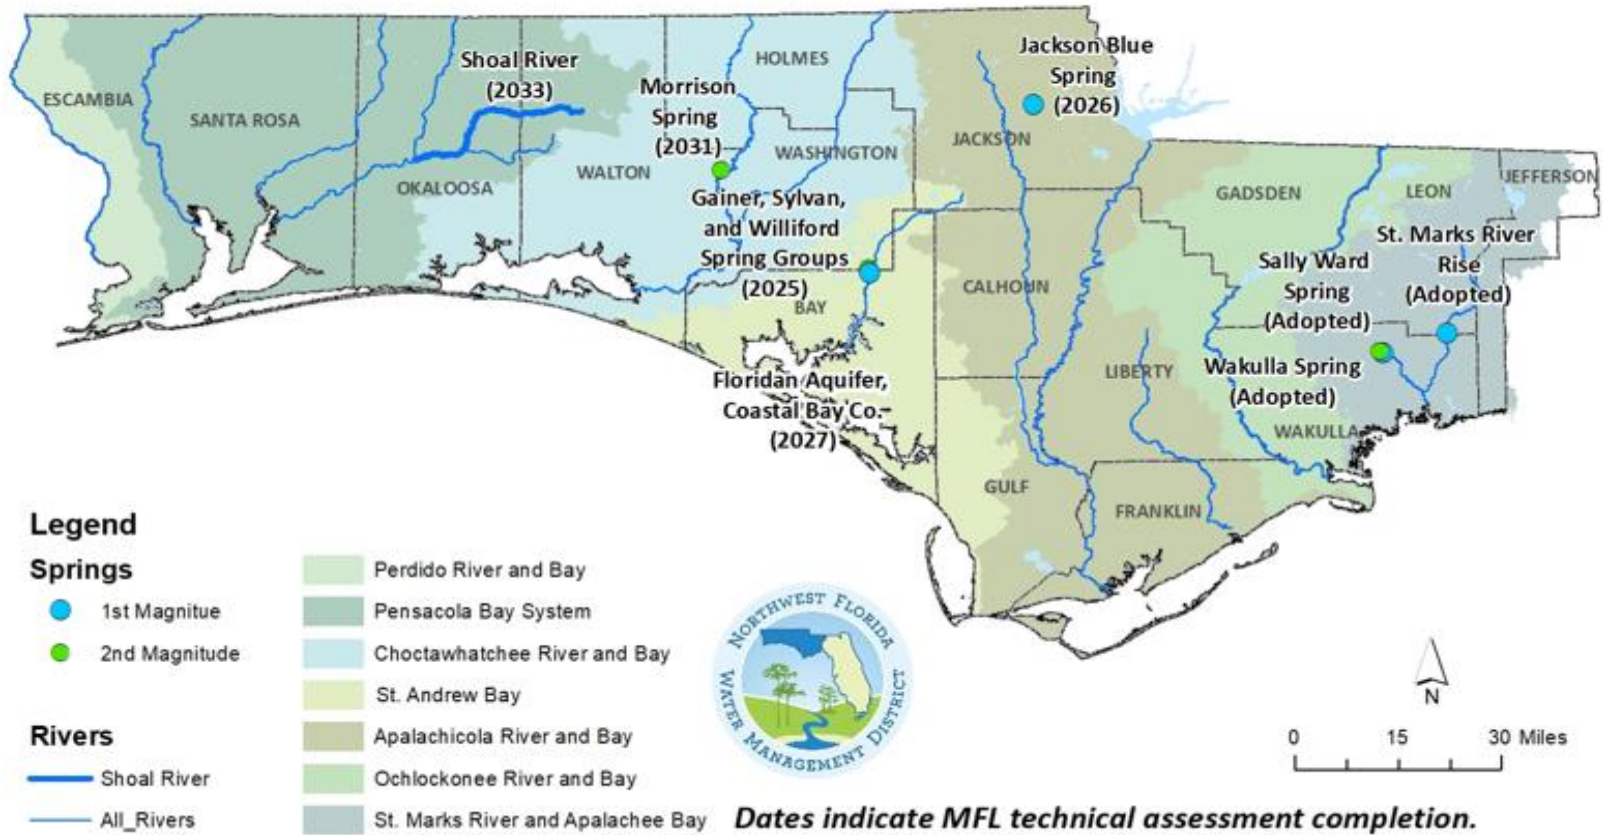 Shoal River
(2033)
Morrison
Spring
(2031)
HOLMES
Jackson Blue
Spring
(2026)
ESCAMBIA
SANTA ROSA
OKALOOSA
WALTON
WASHINGTON
JACKSON
Gainer, Sylvan,
and Williford
Spring Groups
(2025)
BAY
CALHOUN
GADSDEN
LEON
JEFFERSON
St. Marks River
Rise
(Adopted)
Sally Ward
Spring
(Adopted)
Wakulla Spring
(Adopted)
LIBERTY
WAKULLA
Floridan Aquifer,
Coastal Bay Co.
(2027)
GULF
FRANKLIN
Legend
Springs
1st Magnitue
2nd Magnitude
Rivers
Shoal River
All_Rivers
Perdido River and Bay
Pensacola Bay System
Choctawhatchee River and Bay
St. Andrew Bay
Apalachicola River and Bay
Ochlockonee River and Bay
St. Marks River and Apalachee Bay
NORTHWEST FLORIDA
WATER MANAGEMENT DISTRICT
N
0 15 30 Miles
Dates indicate MFL technical assessment completion.